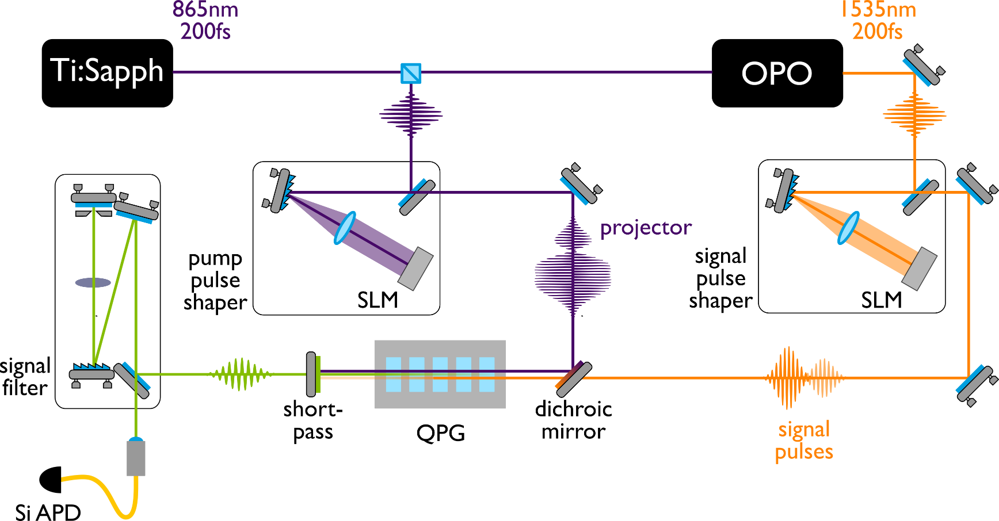 865nm
200fs
1535nm
200fs
Ti:Sapph
OPO
projector
pump
pulse
shaper
SLM
signal
pulse
shaper
SLM
signal
filter
short-
pass
QPG
dichroic
mirror
signal
pulses
Si APD